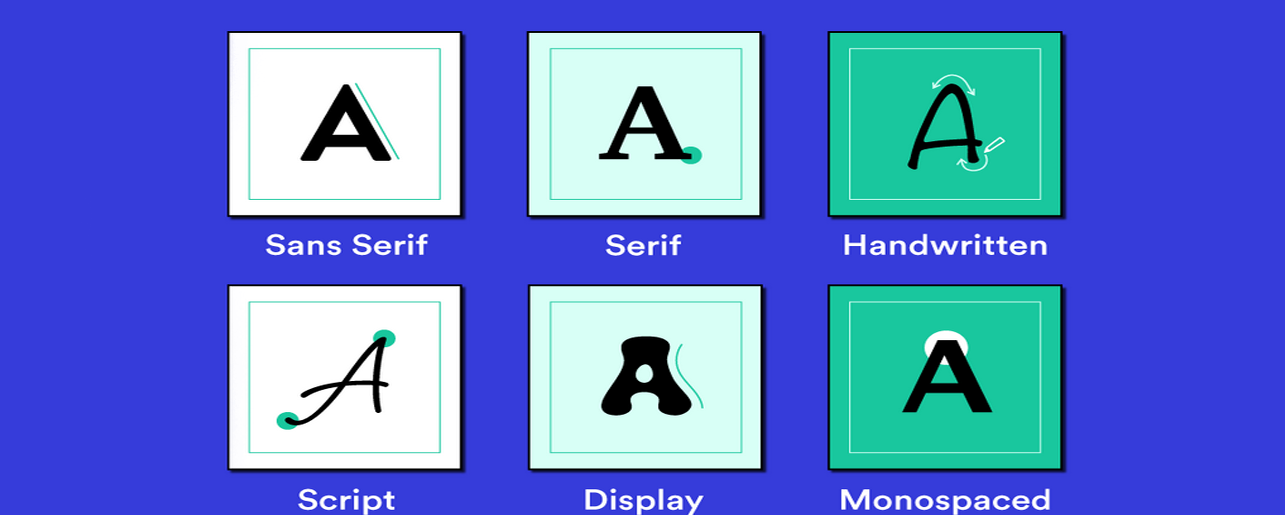 A A A
Sans Serif Serif Handwritten
A A A
Script Display Monospaced